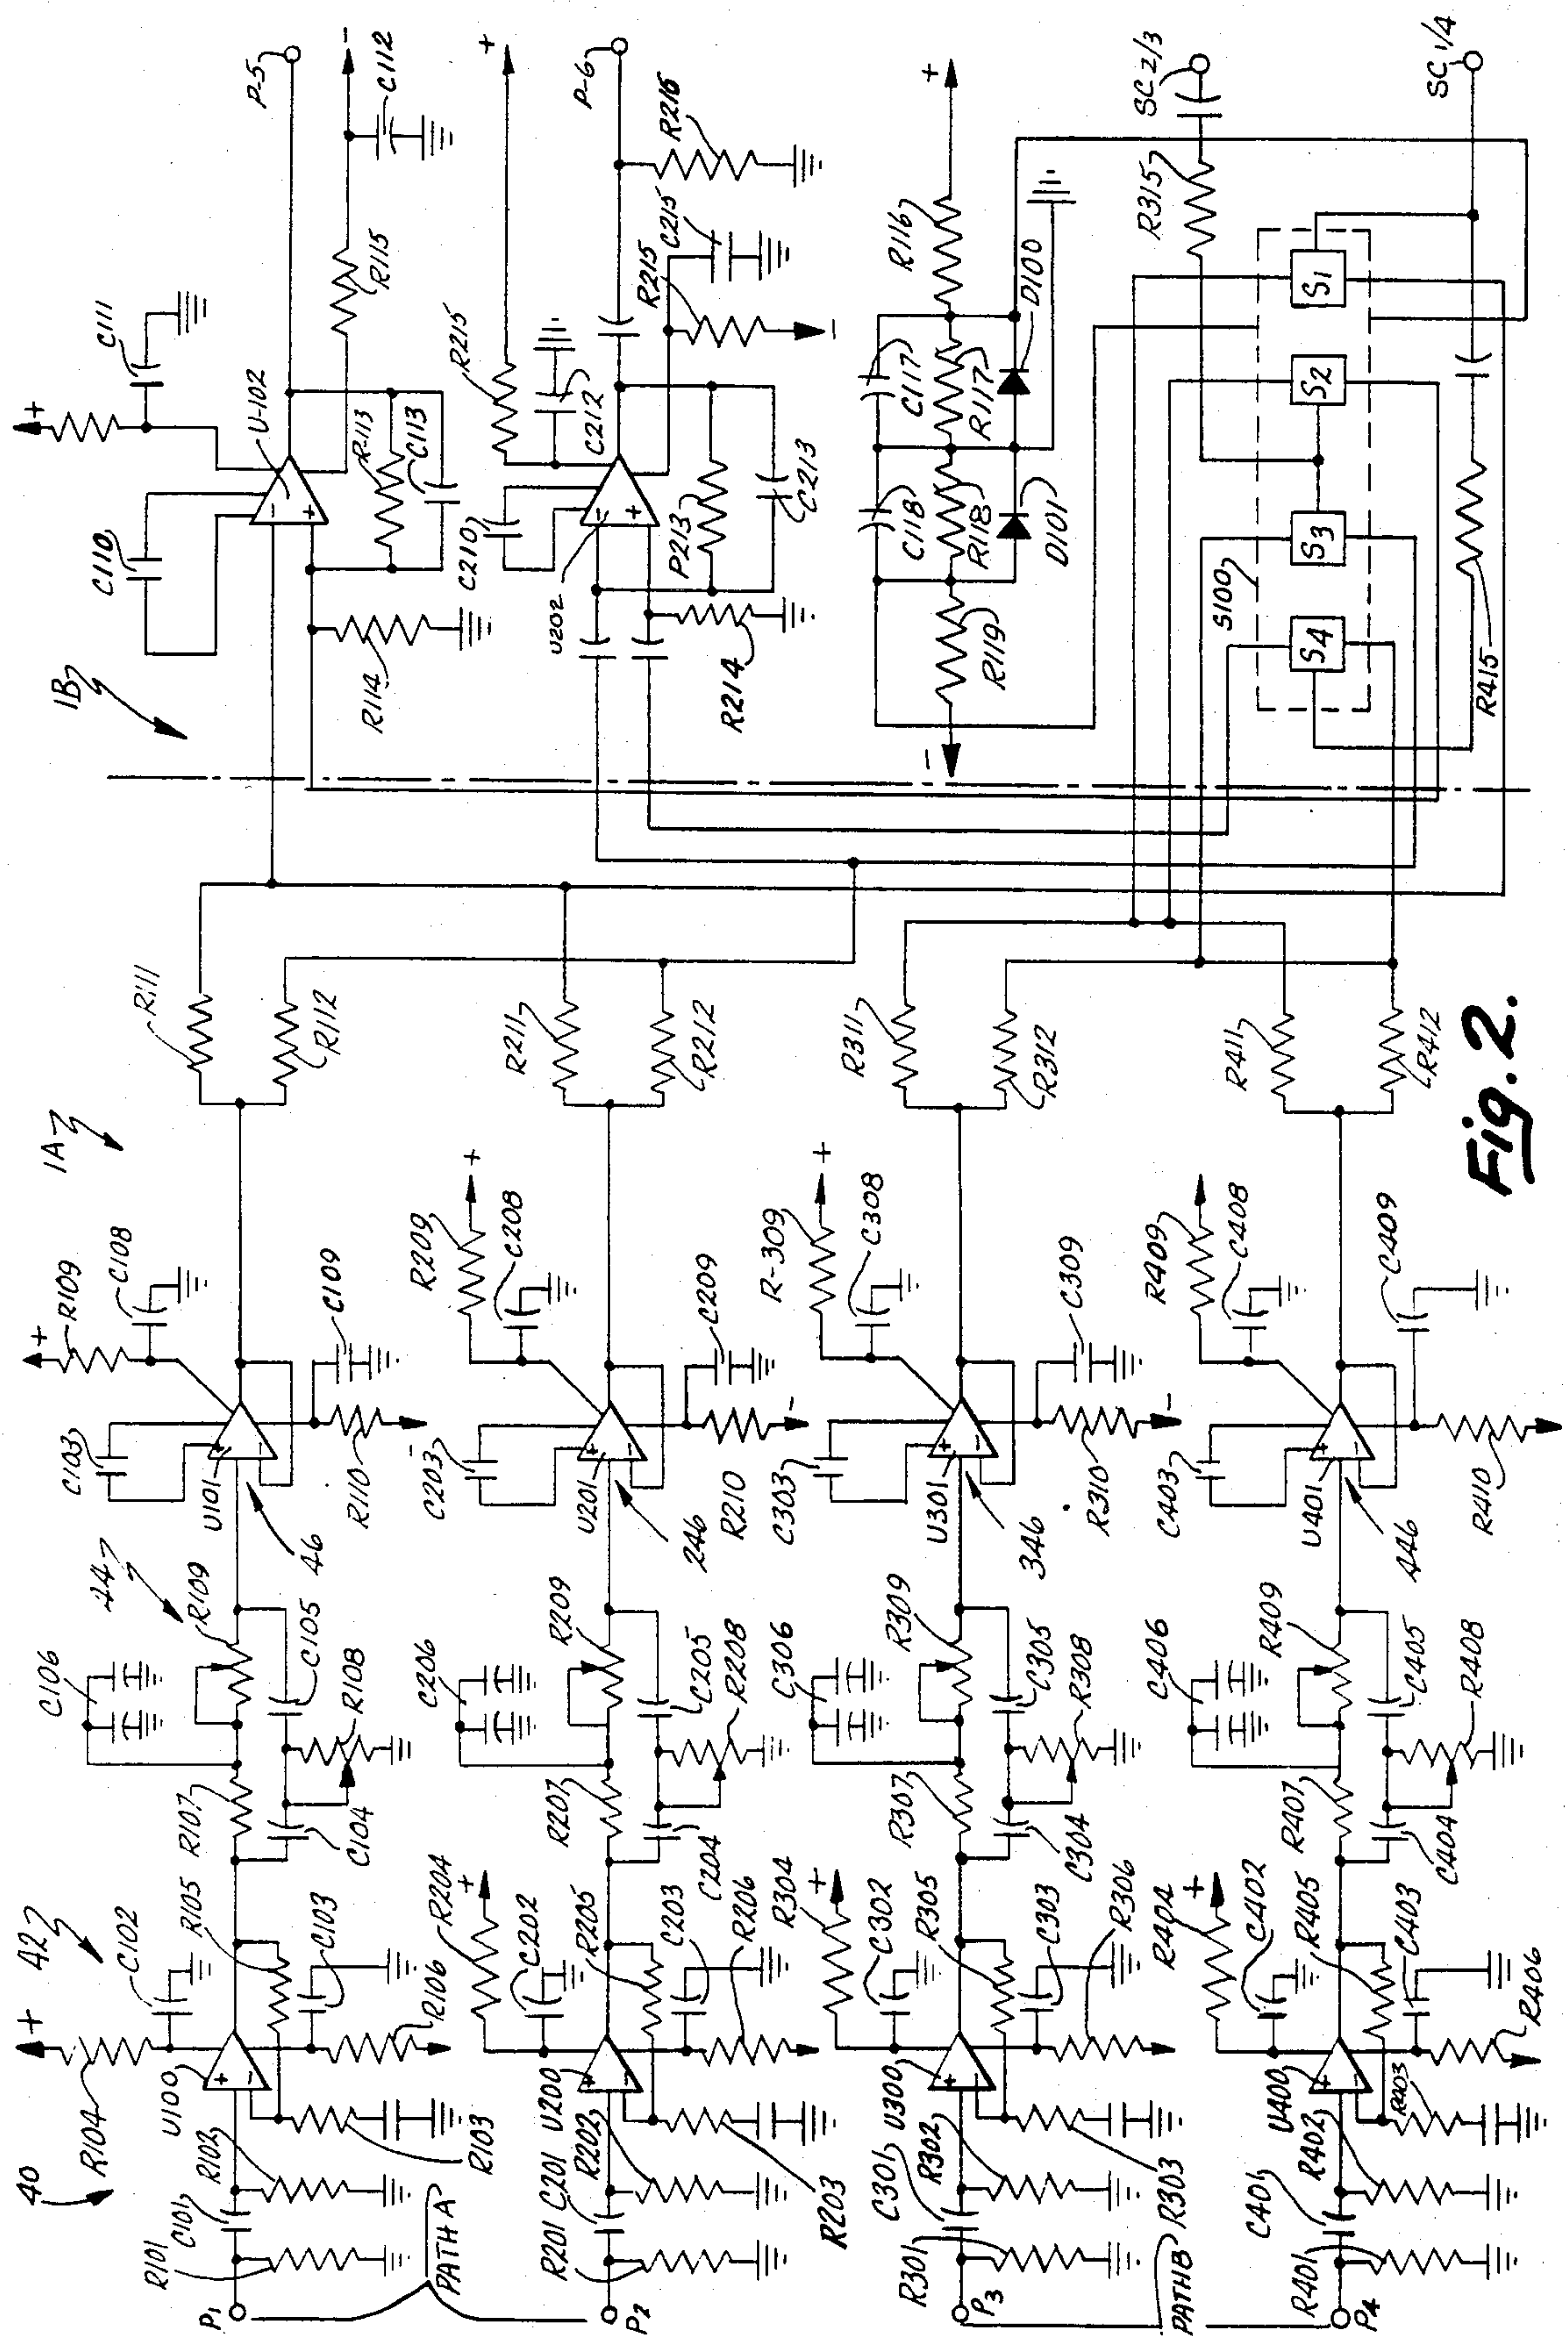 40
42
44
1A
1B
+
R104
C102
C106
+
R109
C108
C103
R111
C110
+
C111
P-5
-
C112
U100
+
-
R102
R105
R107
R109
U101
+
-
46
C109
R110
R112
R114
U-102
-
+
R-113
C113
R115
P1
R101
C101
R103
C103
R106
C104
R108
C105
PATH A
R204
+
C202
C206
R209
+
C208
C203
R211
C210
R215
+
C212
P-6
R216
P2
R201
C201
R202
U200
+
-
R205
R207
R209
U201
+
-
246
C209
R210
-
R212
U202
-
+
P213
C213
R214
R215
C215
-
R203
C203
R206
C204
R205
R208
R304
+
C302
C306
R-309
+
C308
C303
R311
C118
C117
R116
+
R118
R117
D101
D100
R119
-
P3
R301
C301
R302
U300
+
-
R305
R307
R309
U301
+
-
346
C309
R310
-
R312
R303
C303
R306
C304
C305
R308
PATH B
R404
+
C402
C406
R409
C408
C403
R411
S100
S4
S3
S2
S1
R315
SC-2/3
SC 1/4
R415
P4
R401
C401
R402
U400
+
-
R405
R407
R409
U401
+
-
446
C409
R410
R412
R403
C403
R406
C404
C405
R408
Fig. 2.